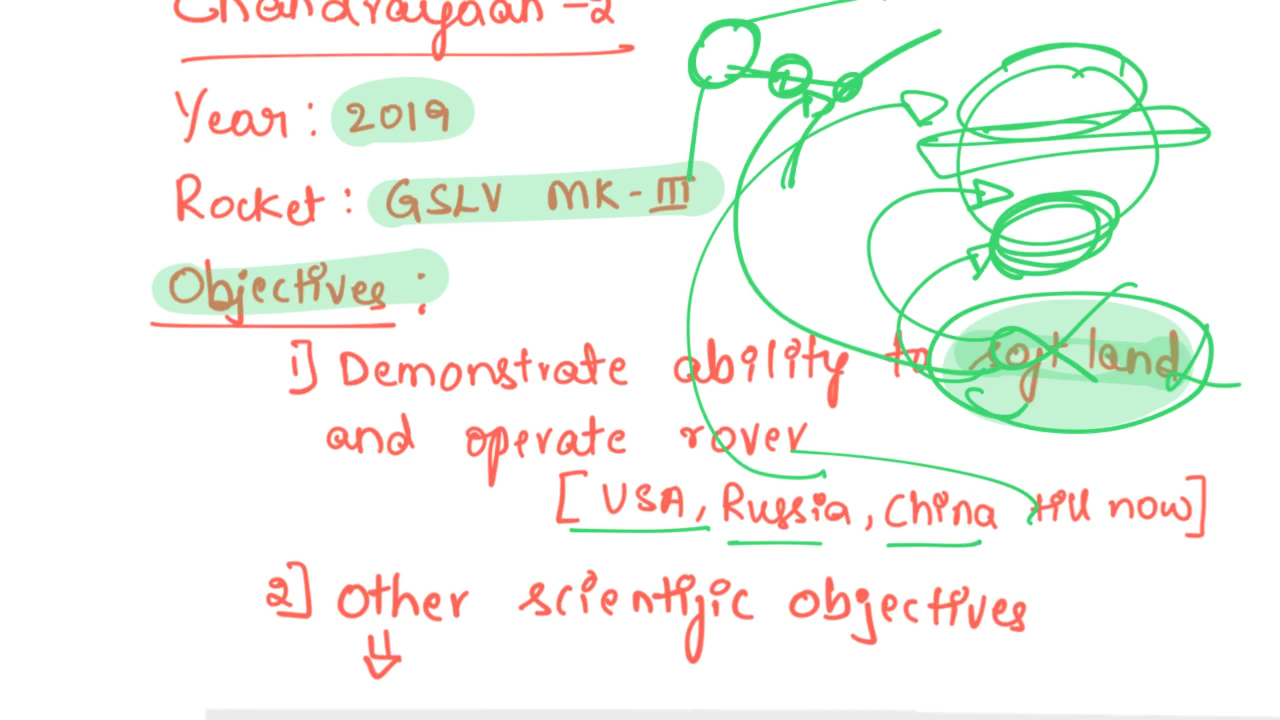 Chandrayaan -2
Year: 2019
Rocket: GSLV MK-III
Objectives:
1] Demonstrate ability to soft land
and operate rover
[USA, Russia, China till now]
2] Other scientific objectives